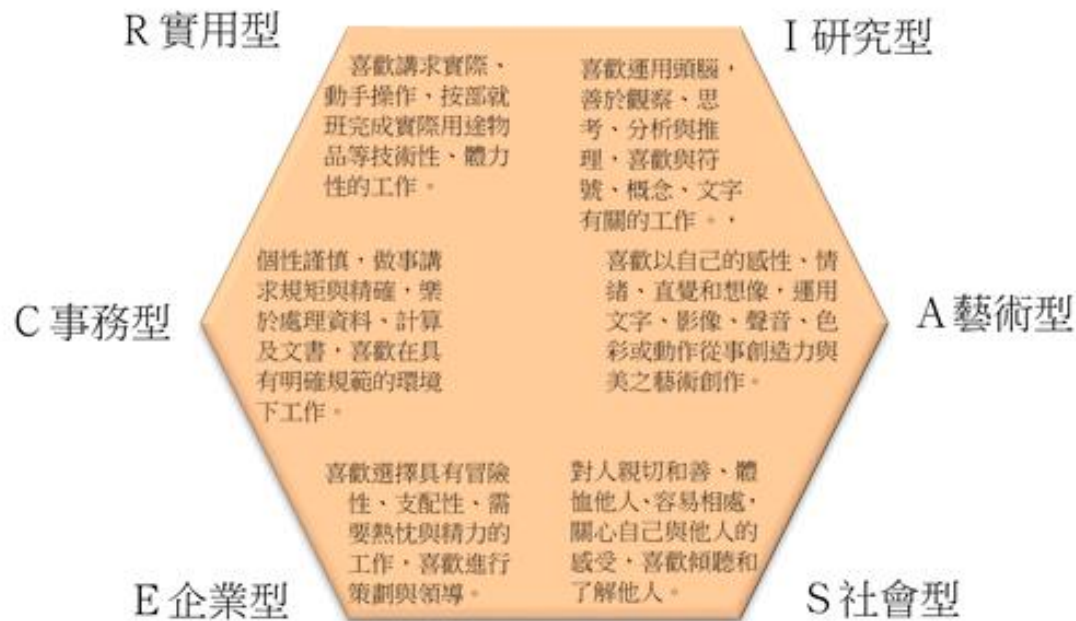 R 實用型
喜歡講求實際、
動手操作、按部就
班完成實際用途物
品等技術性、體力
性的工作。
I 研究型
喜歡運用頭腦，
善於觀察、思
考、分析與推
理，喜歡與符
號、概念、文字
有關的工作。，
C 事務型
個性謹慎，做事講
求規矩與精確，樂
於處理資料、計算
及文書，喜歡在具
有明確規範的環境
下工作。
A 藝術型
喜歡以自己的感性、情
緒、直覺和想像，運用
文字、影像、聲音、色
彩或動作從事創造力與
美之藝術創作。
E 企業型
喜歡選擇具有冒險
性、支配性、需
要熱忱與精力的
工作，喜歡進行
策劃與領導。
S 社會型
對人親切和善、體
恤他人、容易相處，
關心自己與他人的
感受，喜歡傾聽和
了解他人。